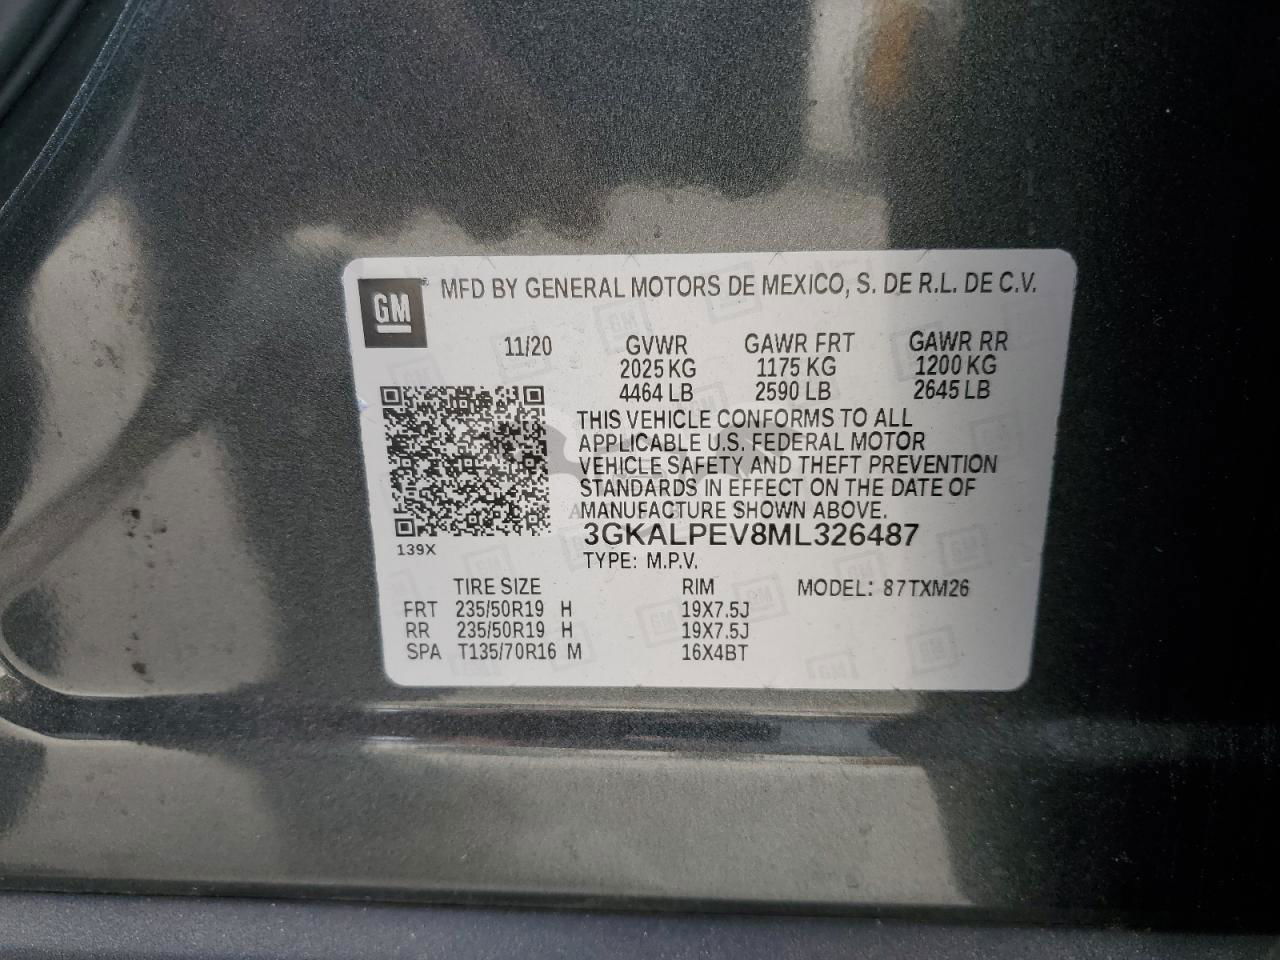 GM MFD BY GENERAL MOTORS DE MEXICO, S. DE R.L. DE C.V.
11/20 GVWR GAWR FRT GAWR RR
2025 KG 1175 KG 1200 KG
4464 LB 2590 LB 2645 LB
THIS VEHICLE CONFORMS TO ALL
APPLICABLE U.S. FEDERAL MOTOR
VEHICLE SAFETY AND THEFT PREVENTION
STANDARDS IN EFFECT ON THE DATE OF
MANUFACTURE SHOWN ABOVE.
3GKALPEV8ML326487
139X
TYPE: M.P.V.
TIRE SIZE RIM MODEL: 87TXM26
FRT 235/50R19 H 19X7.5J
RR 235/50R19 H 19X7.5J
SPA T135/70R16 M 16X4BT